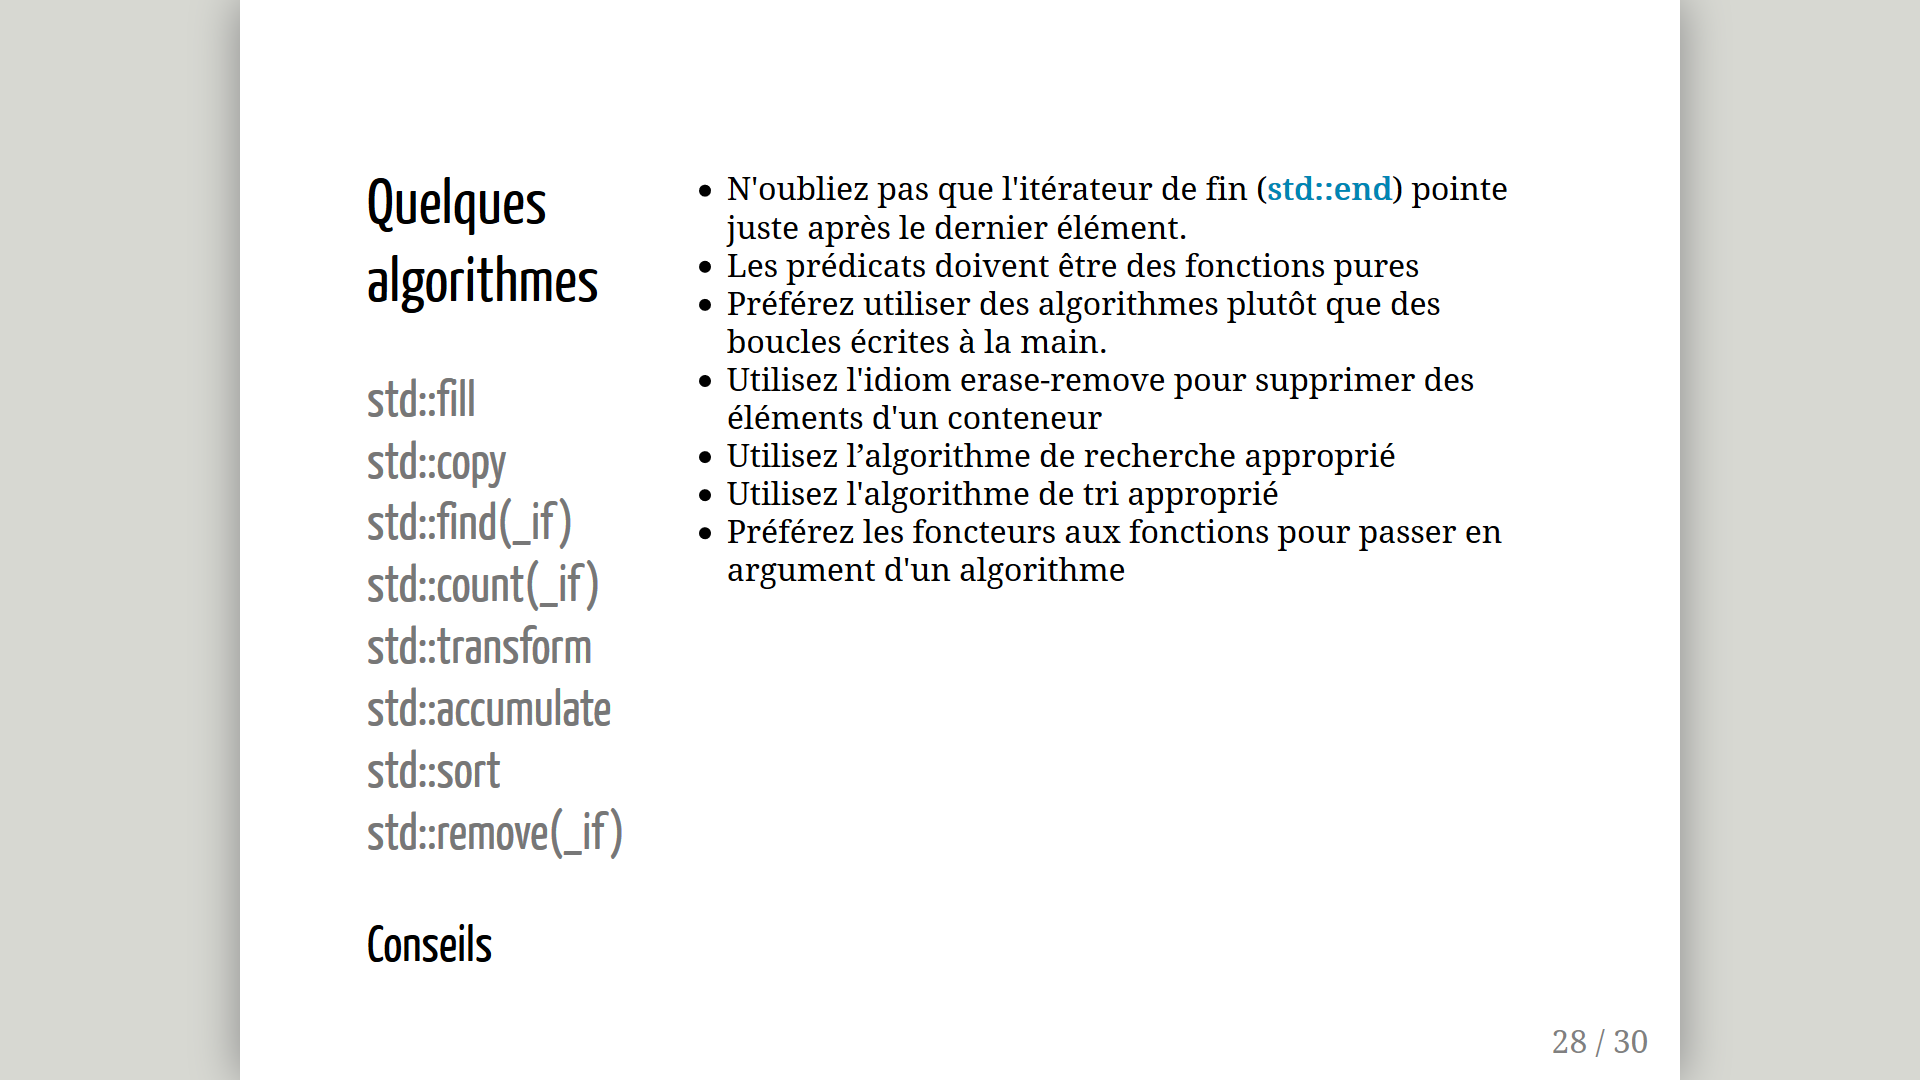 Quelques
algorithmes
std::fill
std::copy
std::find(_if)
std::count(_if)
std::transform
std::accumulate
std::sort
std::remove(_if)
Conseils
N'oubliez pas que l'itérateur de fin (std::end) pointe
juste après le dernier élément.
Les prédicats doivent être des fonctions pures
Préférez utiliser des algorithmes plutôt que des
boucles écrites à la main.
Utilisez l'idiom erase-remove pour supprimer des
éléments d'un conteneur
Utilisez l’algorithme de recherche approprié
Utilisez l'algorithme de tri approprié
Préférez les foncteurs aux fonctions pour passer en
argument d'un algorithme
28 / 30